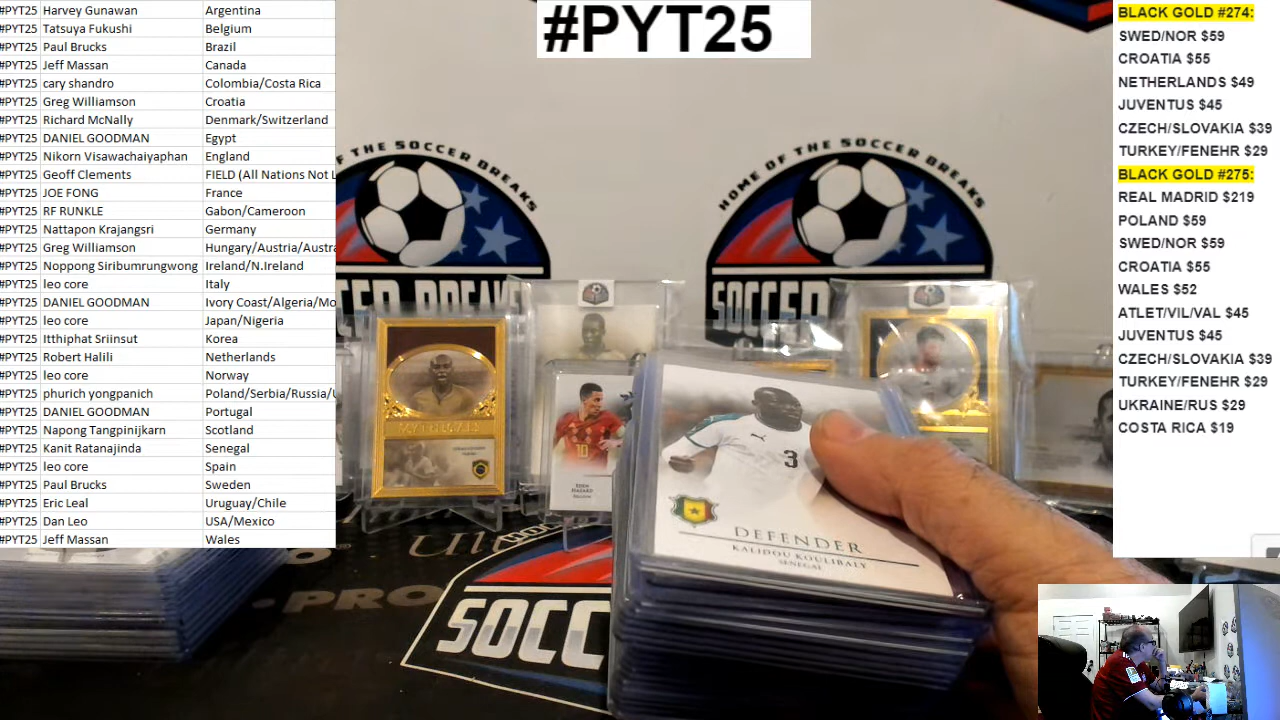 #PYT25 Harvey Gunawan Argentina
#PYT25 Tatsuya Fukushi Belgium
#PYT25 Paul Brucks Brazil
#PYT25 Jeff Massan Canada
#PYT25 cary shandro Colombia/Costa Rica
#PYT25 Greg Williamson Croatia
#PYT25 Richard McNally Denmark/Switzerland
#PYT25 DANIEL GOODMAN Egypt
#PYT25 Nikorn Visawachaiyaphan England
#PYT25 Geoff Clements FIELD (All Nations Not L
#PYT25 JOE FONG France
#PYT25 RF RUNKLE Gabon/Cameroon
#PYT25 Nattapon Krajangsri Germany
#PYT25 Greg Williamson Hungary/Austria/Austra
#PYT25 Noppong Siribumrungwong Ireland/N.Ireland
#PYT25 leo core Italy
#PYT25 DANIEL GOODMAN Ivory Coast/Algeria/Mo
#PYT25 leo core Japan/Nigeria
#PYT25 Itthiphat Sriinsut Korea
#PYT25 Robert Halili Netherlands
#PYT25 leo core Norway
#PYT25 phurich yongpanich Poland/Serbia/Russia/U
#PYT25 DANIEL GOODMAN Portugal
#PYT25 Napong Tangpinijkarn Scotland
#PYT25 Kanit Ratanajinda Senegal
#PYT25 leo core Spain
#PYT25 Paul Brucks Sweden
#PYT25 Eric Leal Uruguay/Chile
#PYT25 Dan Leo USA/Mexico
#PYT25 Jeff Massan Wales
#PYT25
OF THE SOCCER BREAKS
HOME OF THE SOCCER BREAKS
SOCCER
10
EDEN
HAZARD
3
DEFENDER
KALIDOU KOULIBALY
SENEGAL
PRO
SOCC
BLACK GOLD #274:
SWED/NOR $59
CROATIA $55
NETHERLANDS $49
JUVENTUS $45
CZECH/SLOVAKIA $39
TURKEY/FENEHR $29
BLACK GOLD #275:
REAL MADRID $219
POLAND $59
SWED/NOR $59
CROATIA $55
WALES $52
ATLET/VIL/VAL $45
JUVENTUS $45
CZECH/SLOVAKIA $39
TURKEY/FENEHR $29
UKRAINE/RUS $29
COSTA RICA $19